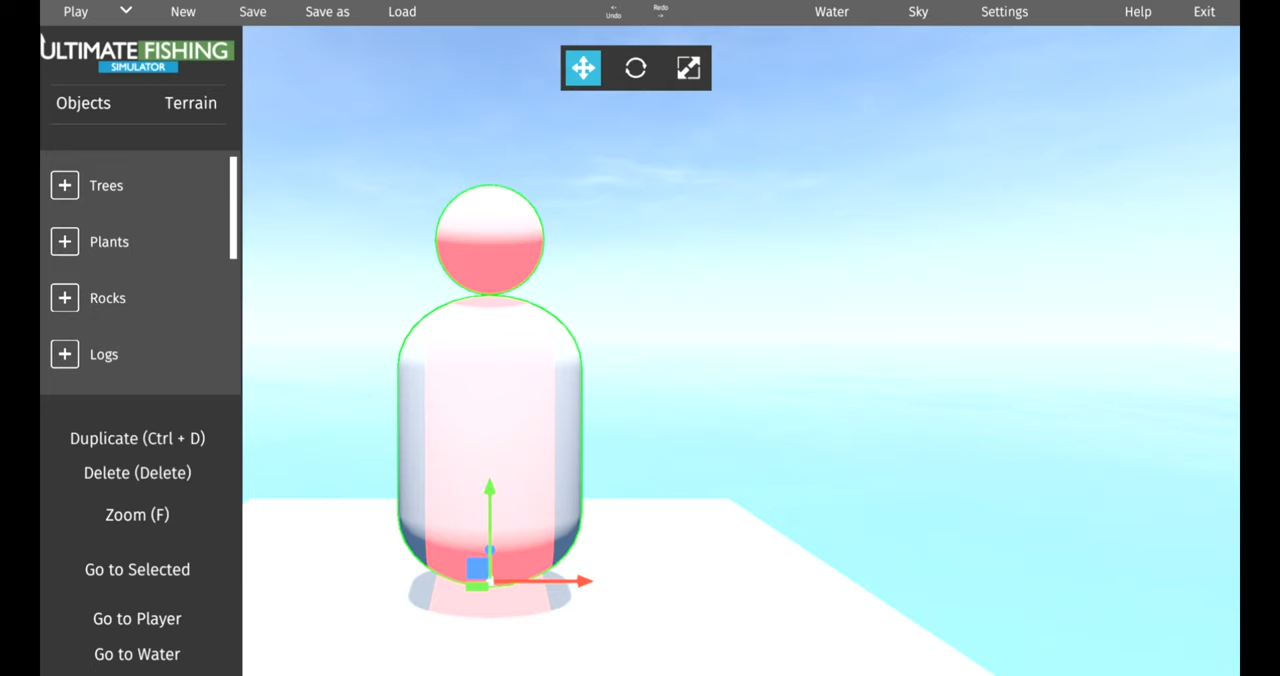 Play New Save Save as Load Undo Redo Water Sky Settings Help Exit
ULTIMATE FISHING
SIMULATOR
Objects Terrain
Trees
Plants
Rocks
Logs
Duplicate (Ctrl + D)
Delete (Delete)
Zoom (F)
Go to Selected
Go to Player
Go to Water